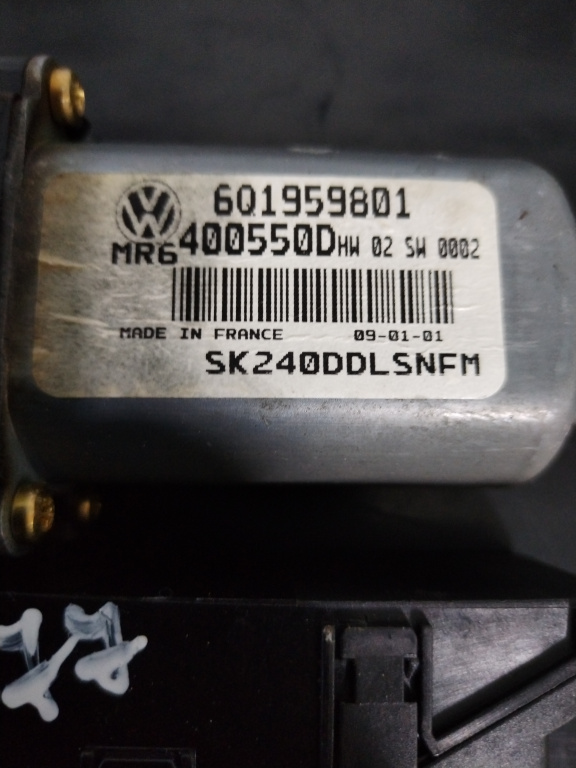 6Q1959801
MR6 400550D HW 02 SW 0002
MADE IN FRANCE 09-01-01
SK240DDLSNFM